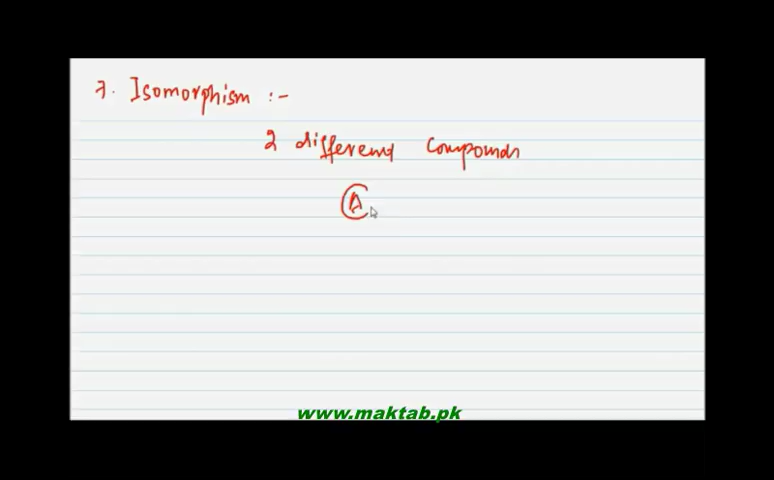 7. Isomorphism :-
2 different compounds
A
www.maktab.pk